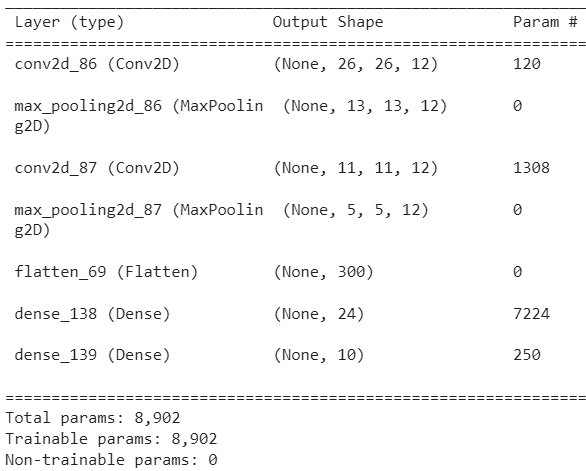 Layer (type) Output Shape Param #
conv2d_86 (Conv2D) (None, 26, 26, 12) 120
max_pooling2d_86 (MaxPoolin (None, 13, 13, 12) 0
g2D)
conv2d_87 (Conv2D) (None, 11, 11, 12) 1308
max_pooling2d_87 (MaxPoolin (None, 5, 5, 12) 0
g2D)
flatten_69 (Flatten) (None, 300) 0
dense_138 (Dense) (None, 24) 7224
dense_139 (Dense) (None, 10) 250
Total params: 8,902
Trainable params: 8,902
Non-trainable params: 0